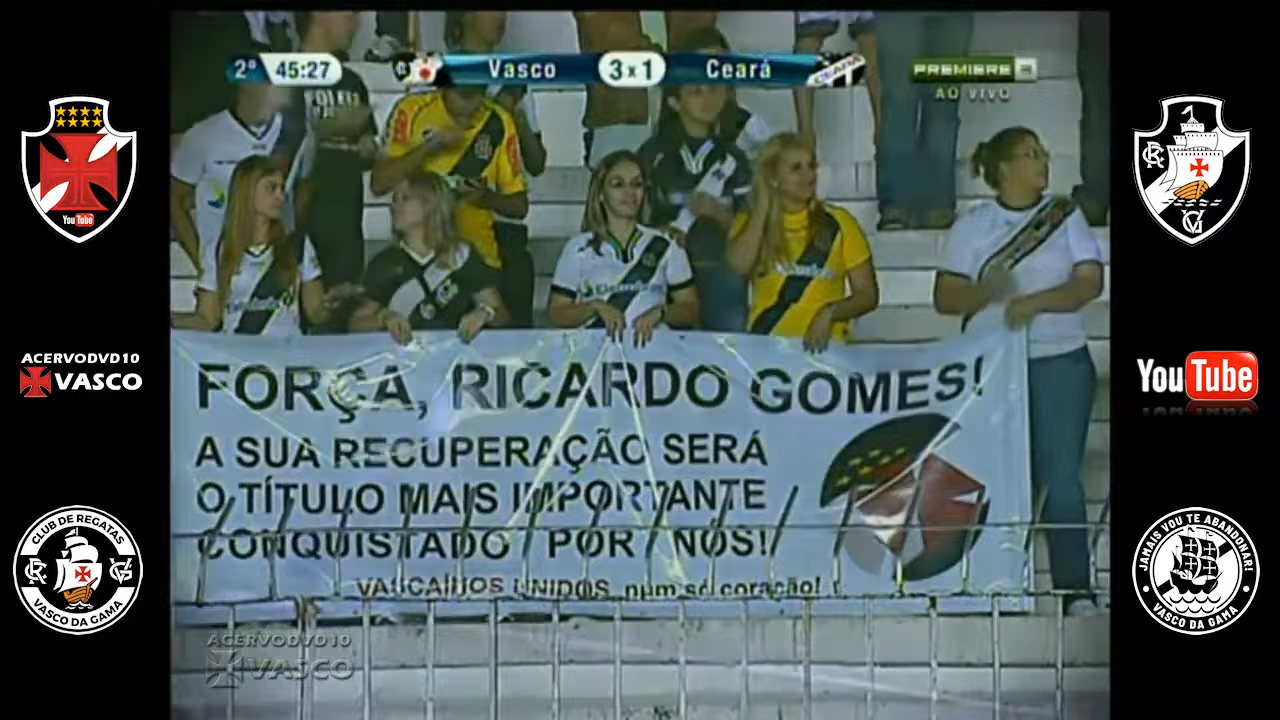 2º 45:27 Vasco 3x1 Ceará PREMIERE
AO VIVO
CEARÁ
YouTube
ACERVODVD10
VASCO
YouTube
CLUB DE REGATAS
VASCO DA GAMA
JAMAIS VOU TE ABANDONAR!
VASCO DA GAMA
FORÇA, RICARDO GOMES!
A SUA RECUPERAÇÃO SERÁ
O TÍTULO MAIS IMPORTANTE
CONQUISTADO POR NÓS!
VASCAÍNOS UNIDOS, num só coração!
ACERVODVD10
VASCO